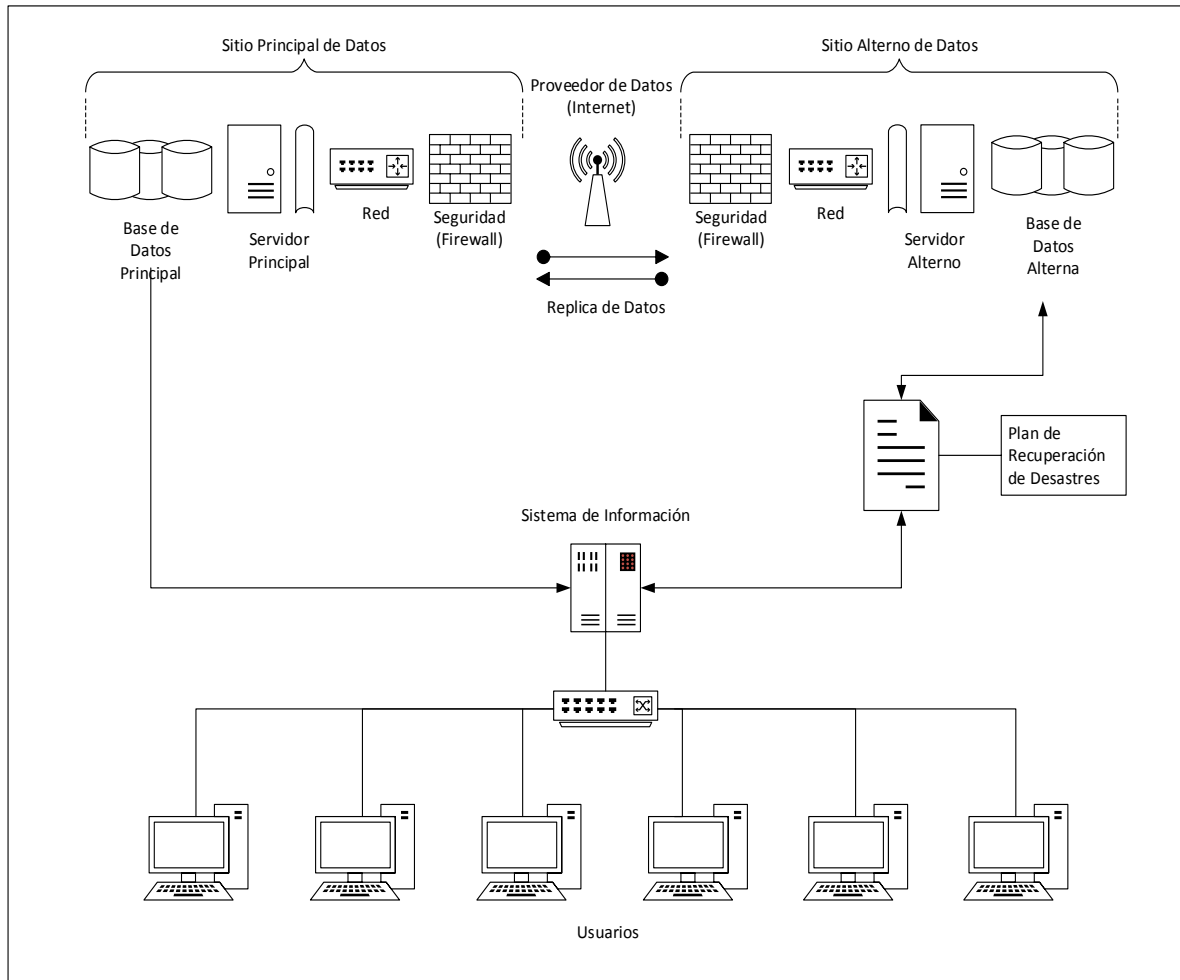 Sitio Principal de Datos
Sitio Alterno de Datos
Proveedor de Datos
(Internet)
Base de
Datos
Principal
Servidor
Principal
Red
Seguridad
(Firewall)
Seguridad
(Firewall)
Red
Servidor
Alterno
Base de
Datos
Alterna
Replica de Datos
Plan de
Recuperación
de Desastres
Sistema de Información
Usuarios